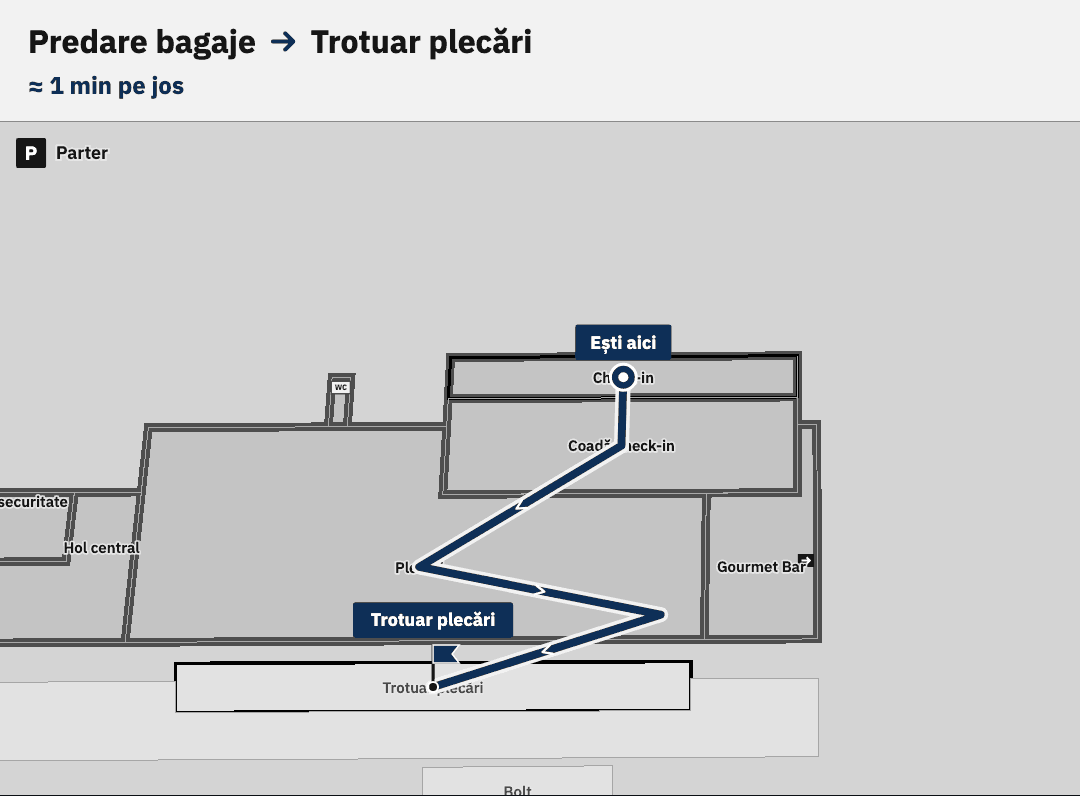 Predare bagaje → Trotuar plecări
≈ 1 min pe jos
P Parter
Ești aici
wc
securitate
Hol central
Gourmet Bar
Trotuar plecări
Bolt